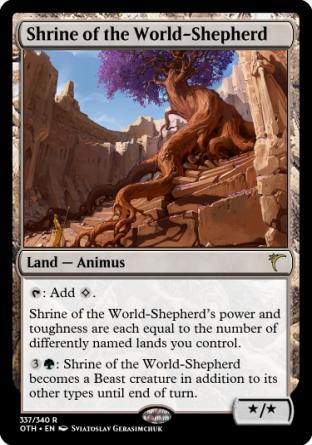 Shrine of the World-Shepherd
Land — Animus
: Add .
Shrine of the World-Shepherd's power and
toughness are each equal to the number of
differently named lands you control.
3 : Shrine of the World-Shepherd
becomes a Beast creature in addition to its
other types until end of turn.
337/340 R
OTH • EN Sviatoslav Gerasimchuk
*/*